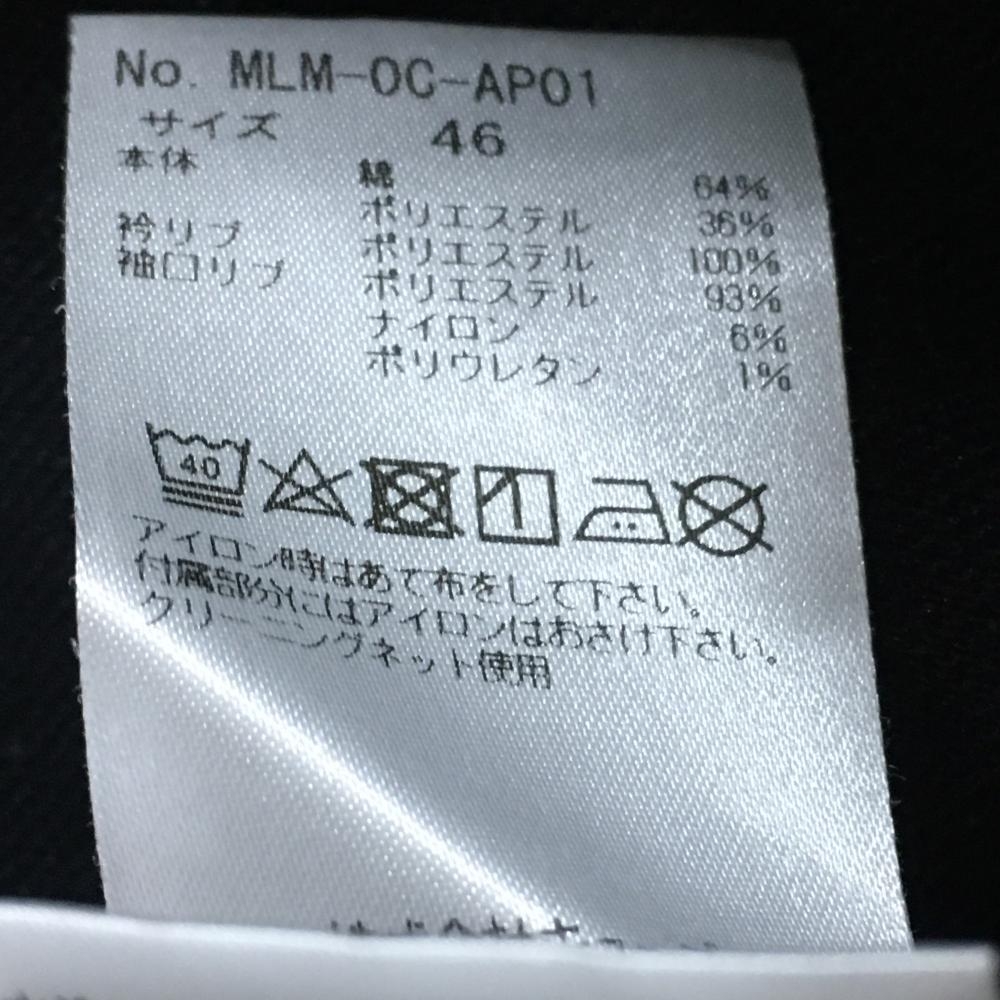 No. MLM-OC-AP01
サイズ 46
本体 綿 64%
ポリエステル 36%
衿リブ ポリエステル 100%
袖口リブ ポリエステル 93%
ナイロン 6%
ポリウレタン 1%
40
アイロン時はあて布をして下さい。
付属部分にはアイロンはおさけ下さい。
クリーニングネット使用